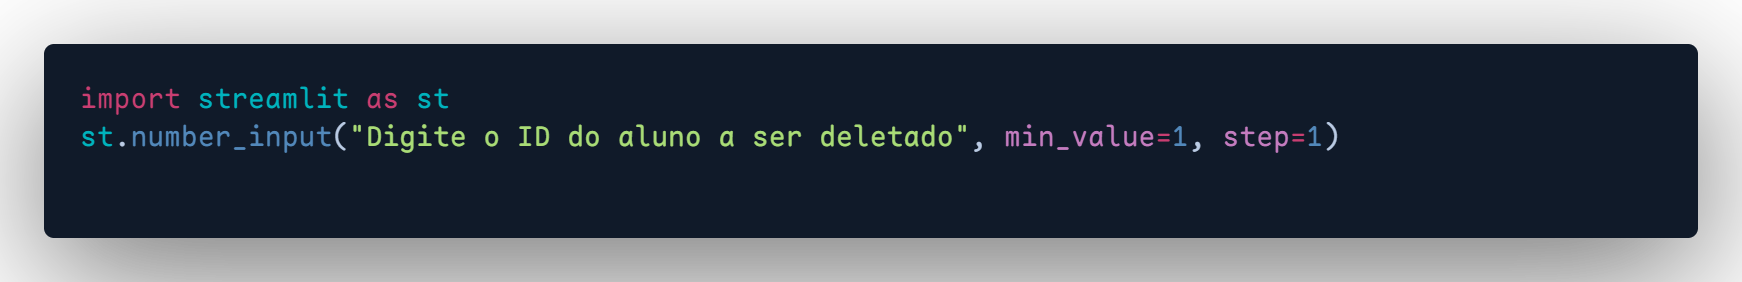 import streamlit as st
st.number_input("Digite o ID do aluno a ser deletado", min_value=1, step=1)